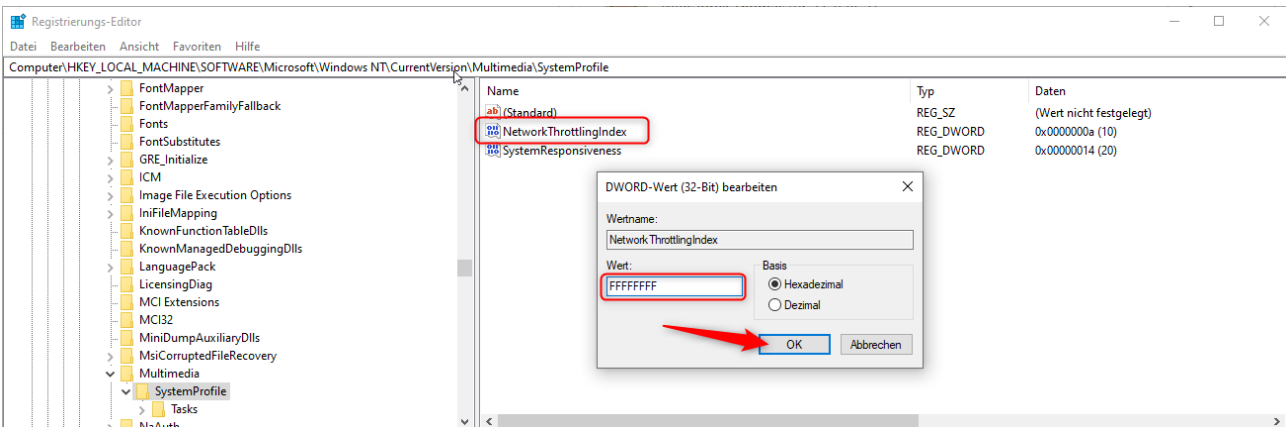 Registrierungs-Editor
Datei Bearbeiten Ansicht Favoriten Hilfe
Computer\HKEY_LOCAL_MACHINE\SOFTWARE\Microsoft\Windows NT\CurrentVersion\Multimedia\SystemProfile
FontMapper
FontMapperFamilyFallback
Fonts
FontSubstitutes
GRE_Initialize
ICM
Image File Execution Options
IniFileMapping
KnownFunctionTableDlls
KnownManagedDebuggingDlls
LanguagePack
LicensingDiag
MCI Extensions
MCI32
MiniDumpAuxiliaryDlls
MsiCorruptedFileRecovery
Multimedia
SystemProfile
Tasks
NaAuth
Name Typ Daten
(Standard) REG_SZ (Wert nicht festgelegt)
NetworkThrottlingIndex REG_DWORD 0x0000000a (10)
SystemResponsiveness REG_DWORD 0x00000014 (20)
DWORD-Wert (32-Bit) bearbeiten
Wertname:
NetworkThrottlingIndex
Wert:
FFFFFFFF
Basis
Hexadezimal
Dezimal
OK Abbrechen